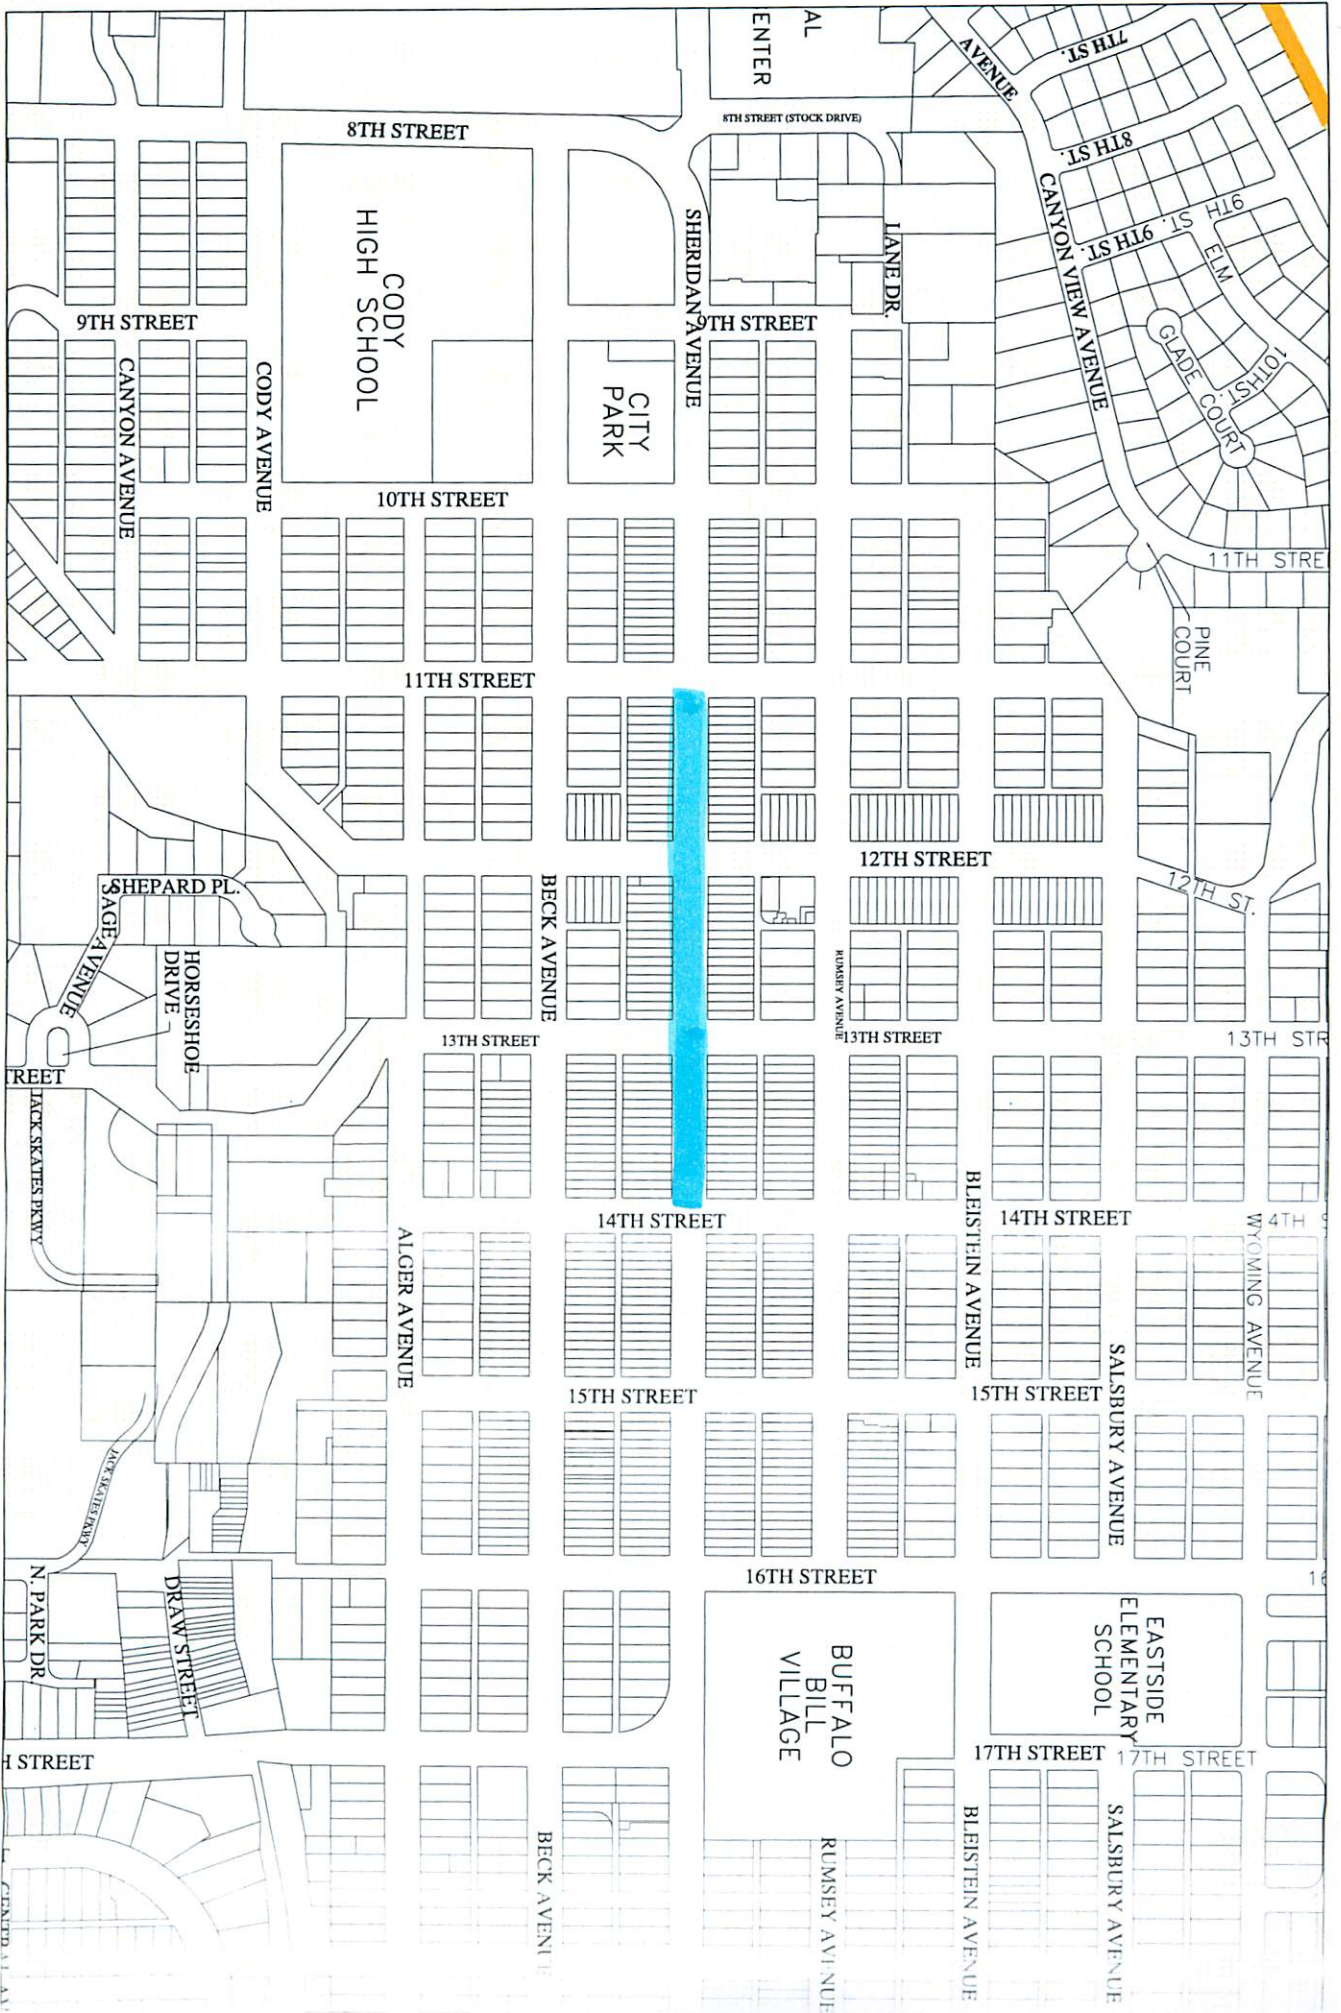 AL
ENTER
AVENUE
7TH ST.
8TH STREET (STOCK DRIVE)
8TH STREET
8TH ST.
HIGH SCHOOL
CODY
SHERIDAN AVENUE
LANE DR.
CANYON VIEW AVENUE
9TH ST.
9TH ST.
ELM
9TH STREET
9TH STREET
GLADE COURT
10TH ST.
CANYON AVENUE
CODY AVENUE
CITY
PARK
10TH STREET
11TH STREE
PINE
COURT
11TH STREET
12TH STREET
12TH ST.
SHEPARD PL.
SAGE AVENUE
BECK AVENUE
HORSESHOE
DRIVE
RUMSEY AVENUE
13TH STREET
13TH STREET
13TH STR
TREET
JACK SKATES PKWY
14TH STREET
14TH STREET
4TH S
BLEISTEIN AVENUE
WYOMING AVENUE
ALGER AVENUE
15TH STREET
15TH STREET
SALSBURY AVENUE
JACK SKATES PKWY
16TH STREET
16
N. PARK DR.
DRAW STREET
BUFFALO
BILL
VILLAGE
EASTSIDE
ELEMENTARY
SCHOOL
H STREET
17TH STREET
17TH STREET
BECK AVENU
RUMSEY AVENUE
BLEISTEIN AVENUE
SALSBURY AVENUE